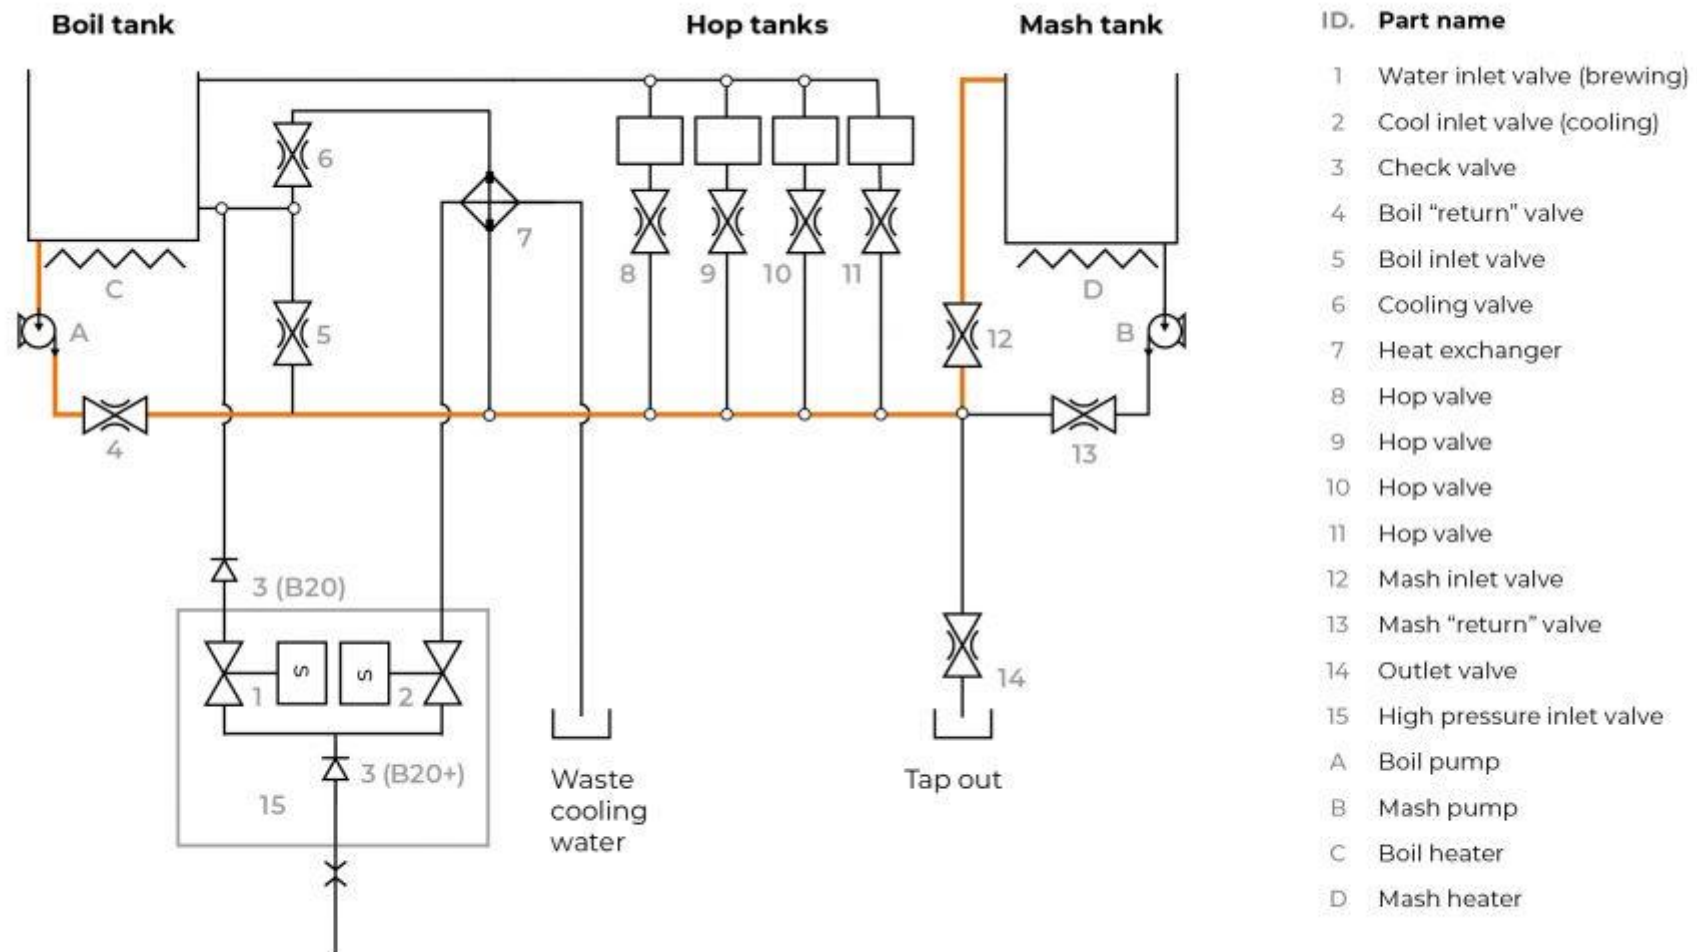 Boil tank
Hop tanks
Mash tank
6
7
C
A
5
4
8
9
10
11
12
D
B
13
3 (B20)
S
S
1
2
3 (B20+)
15
Waste
cooling
water
14
Tap out
ID. Part name
1 Water inlet valve (brewing)
2 Cool inlet valve (cooling)
3 Check valve
4 Boil “return” valve
5 Boil inlet valve
6 Cooling valve
7 Heat exchanger
8 Hop valve
9 Hop valve
10 Hop valve
11 Hop valve
12 Mash inlet valve
13 Mash “return” valve
14 Outlet valve
15 High pressure inlet valve
A Boil pump
B Mash pump
C Boil heater
D Mash heater